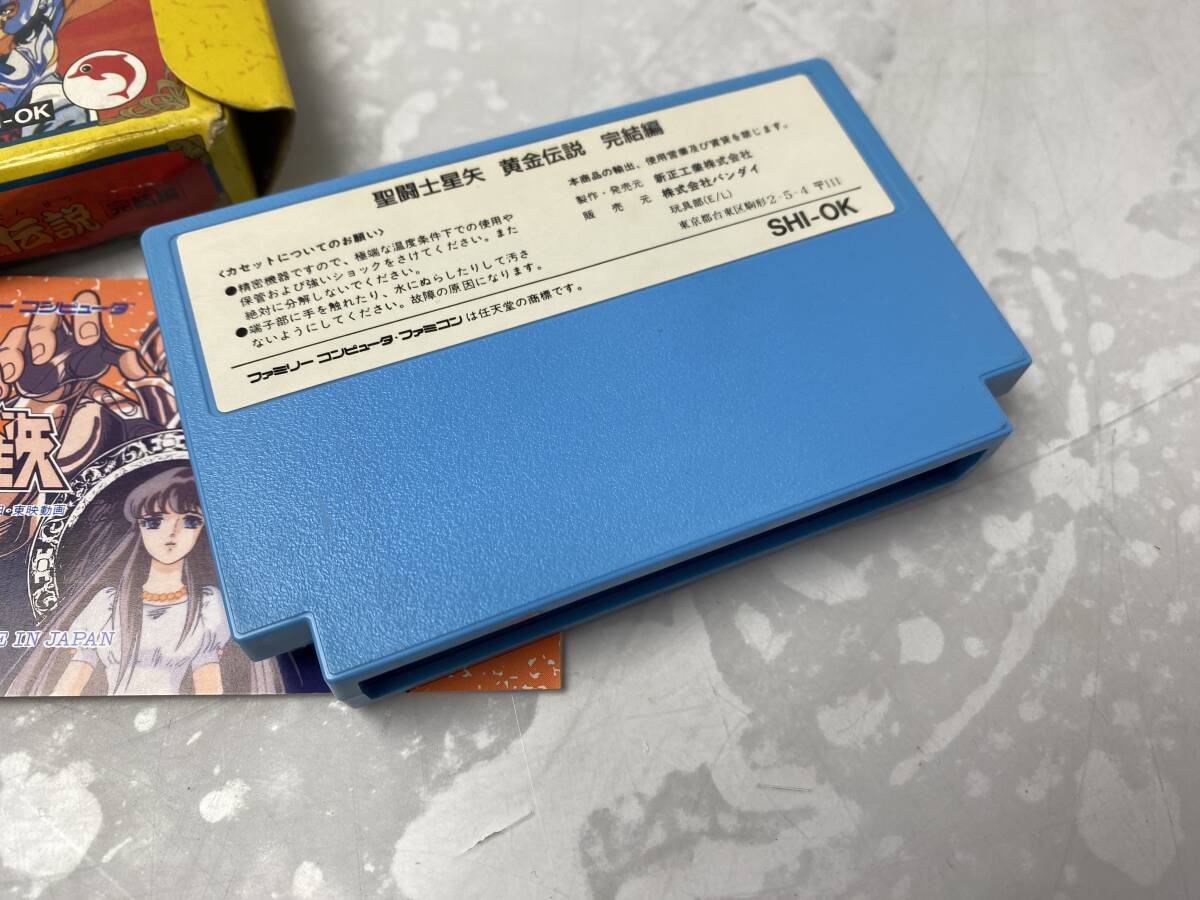 -OK
伝説 完結編
コンピュータ
矢
・東映動画
E IN JAPAN
聖闘士星矢 黄金伝説 完結編
〈カセットについてのお願い〉
●精密機器ですので、極端な温度条件下での使用や
保管および強いショックをさけてください。また
絶対に分解しないでください。
●端子部に手を触れたり、水にぬらしたりして汚さ
ないようにしてください。故障の原因になります。
本商品の輸出、使用営業及び賃貸を禁じます。
製作・発売元 新正工業株式会社
販売元 株式会社バンダイ
玩具部(E/L)
東京都台東区駒形2-5-4 〒111
SHI-OK
ファミリーコンピュータ・ファミコンは任天堂の商標です。